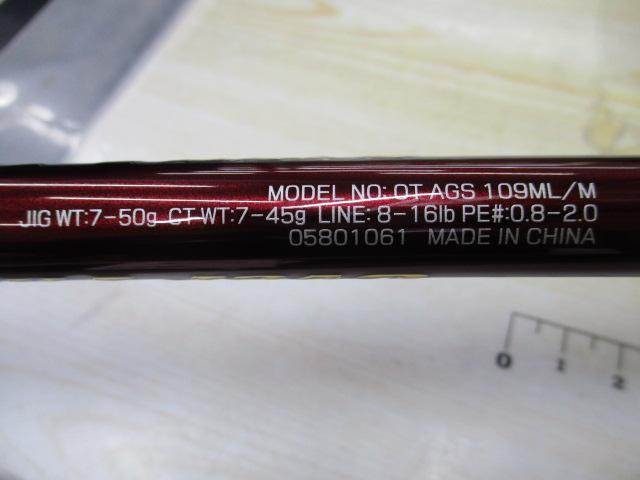 MODEL NO: OT AGS 109ML/M
JIG WT:7-50g CT WT:7-45g LINE: 8-16lb PE#:0.8-2.0
05801061 MADE IN CHINA
0 1 2